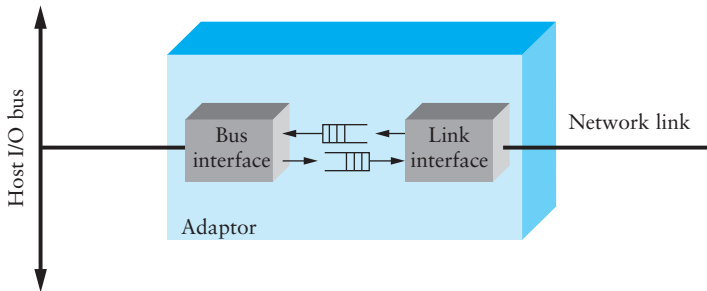 Host I/O bus
Bus
interface
Link
interface
Network link
Adaptor